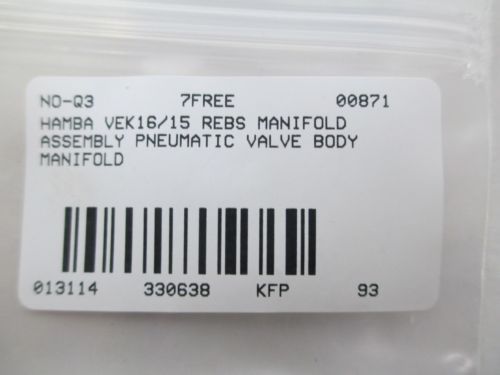 NO-Q3 7FREE 00871
HAMBA VEK16/15 REBS MANIFOLD
ASSEMBLY PNEUMATIC VALVE BODY
MANIFOLD
013114 330638 KFP 93